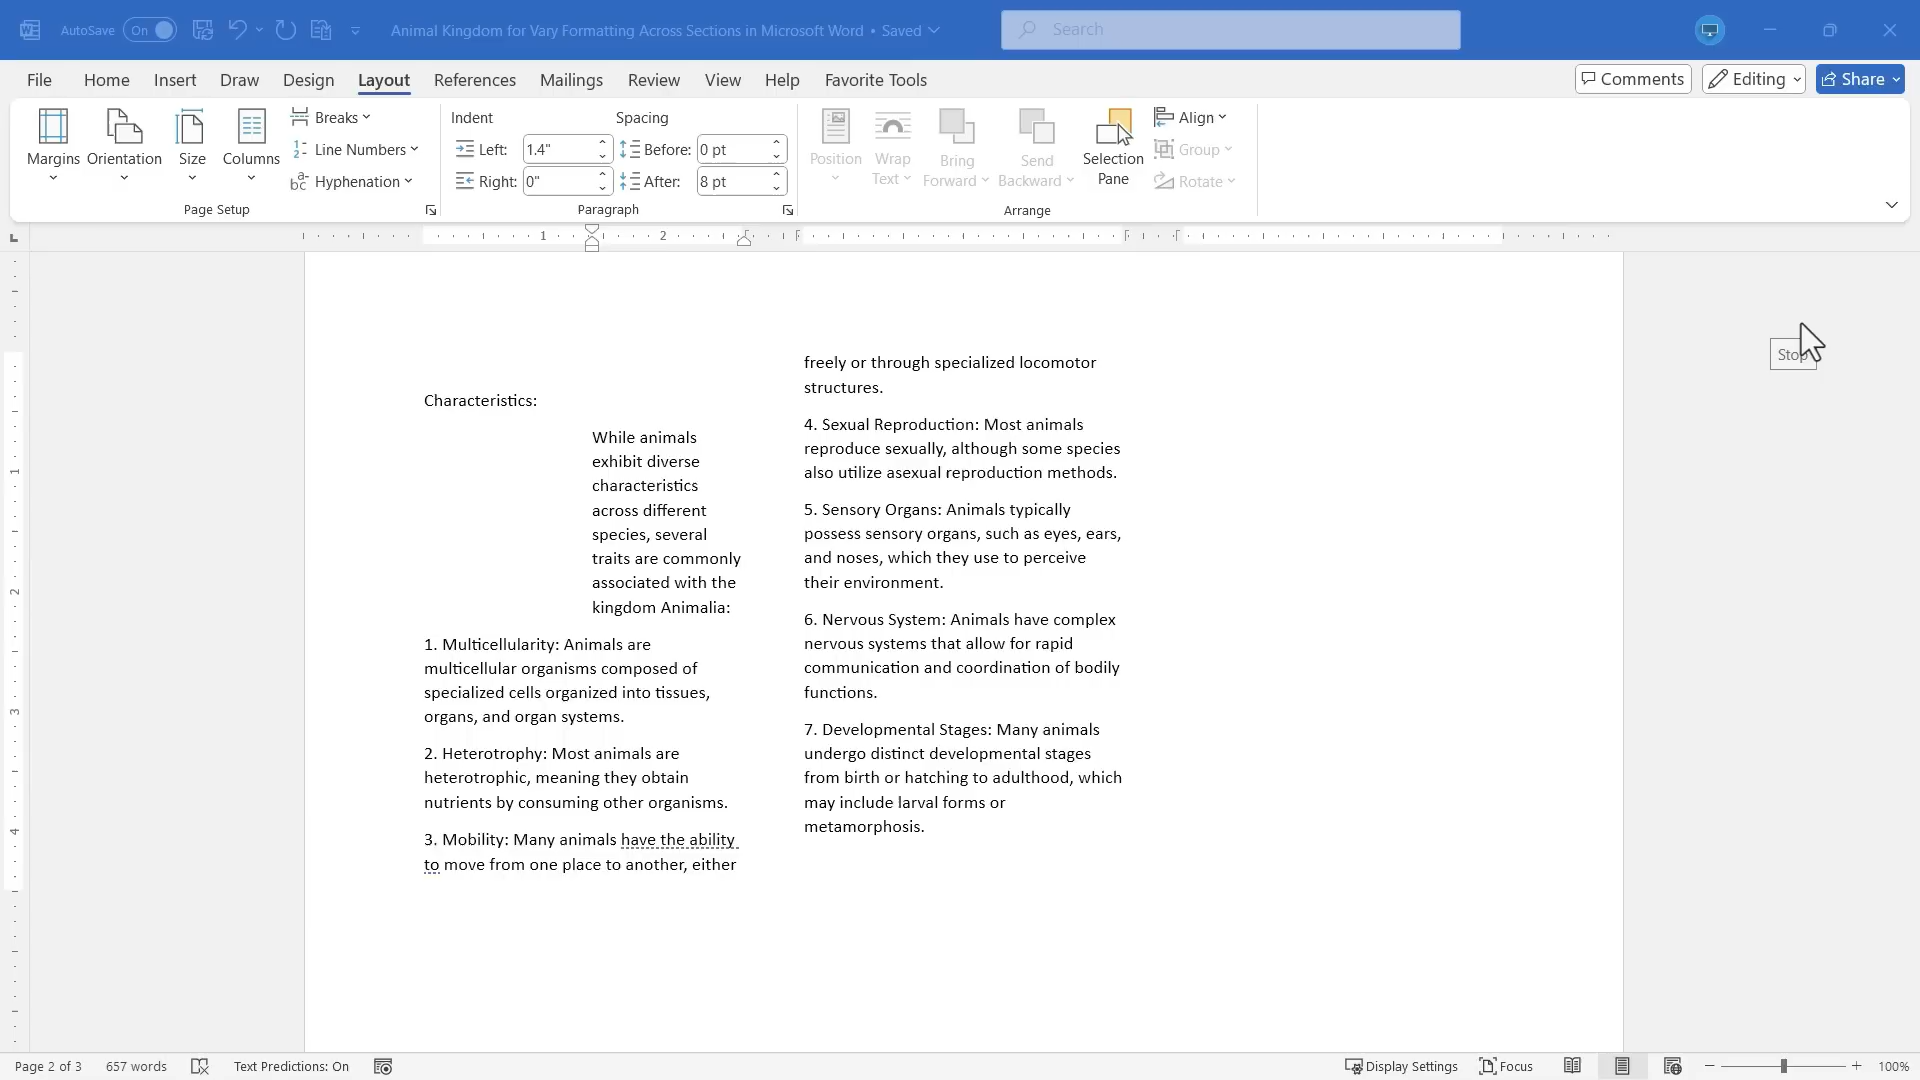 AutoSave On Animal Kingdom for Vary Formatting Across Sections in Microsoft Word • Saved Search
File Home Insert Draw Design Layout References Mailings Review View Help Favorite Tools Comments Editing Share
Margins Orientation Size Columns Breaks Line Numbers Hyphenation
Page Setup
Indent Spacing
Left: 1.4" Before: 0 pt
Right: 0" After: 8 pt
Paragraph
Position Wrap Text Bring Forward Send Backward Selection Pane Align Group Rotate
Arrange
1 2
Stop
Characteristics:
While animals
exhibit diverse
characteristics
across different
species, several
traits are commonly
associated with the
kingdom Animalia:
1. Multicellularity: Animals are
multicellular organisms composed of
specialized cells organized into tissues,
organs, and organ systems.
2. Heterotrophy: Most animals are
heterotrophic, meaning they obtain
nutrients by consuming other organisms.
3. Mobility: Many animals have the ability
to move from one place to another, either
freely or through specialized locomotor
structures.
4. Sexual Reproduction: Most animals
reproduce sexually, although some species
also utilize asexual reproduction methods.
5. Sensory Organs: Animals typically
possess sensory organs, such as eyes, ears,
and noses, which they use to perceive
their environment.
6. Nervous System: Animals have complex
nervous systems that allow for rapid
communication and coordination of bodily
functions.
7. Developmental Stages: Many animals
undergo distinct developmental stages
from birth or hatching to adulthood, which
may include larval forms or
metamorphosis.
1
2
3
4
Page 2 of 3 657 words Text Predictions: On Display Settings Focus 100%